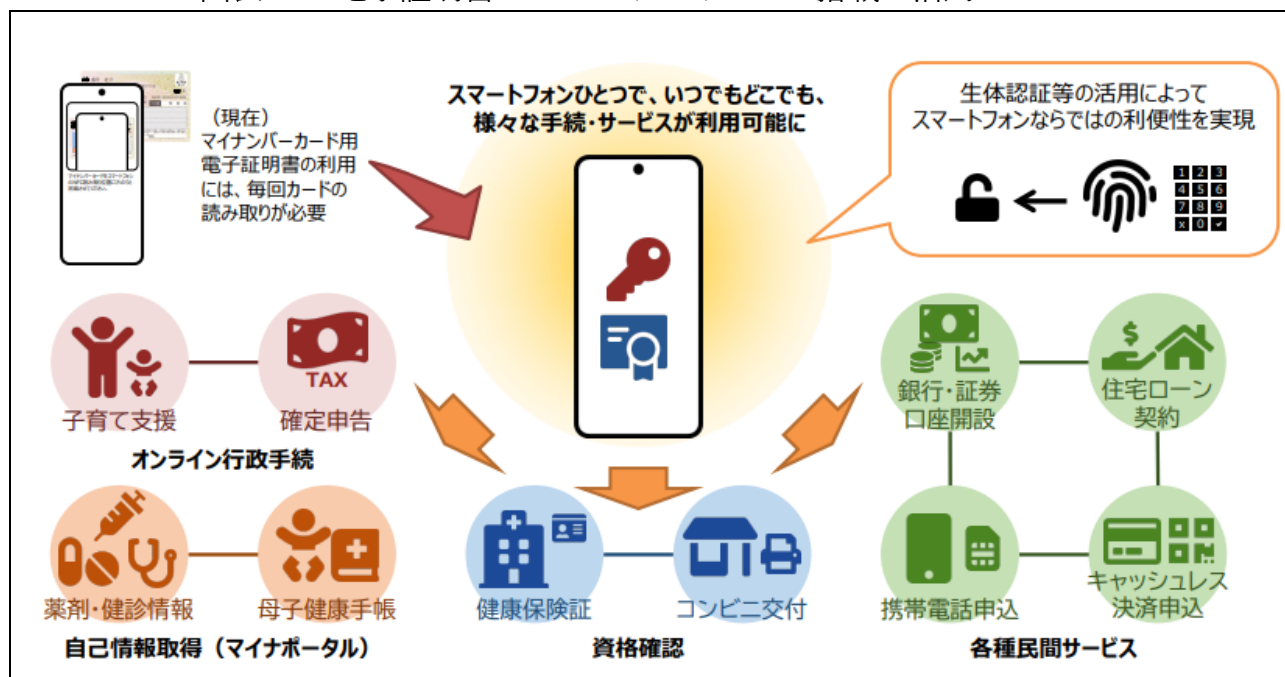 （現在）
マイナンバーカード用
電子証明書の利用
には、毎回カードの
読み取りが必要
スマートフォンひとつで、いつでもどこでも、
様々な手続・サービスが利用可能に
生体認証等の活用によって
スマートフォンならではの利便性を実現
1 2 3
4 5 6
7 8 9
x 0 ✓
子育て支援
TAX
確定申告
オンライン行政手続
薬剤・健診情報
母子健康手帳
自己情報取得（マイナポータル）
健康保険証
コンビニ交付
資格確認
銀行・証券
口座開設
$
住宅ローン
契約
携帯電話申込
キャッシュレス
決済申込
各種民間サービス